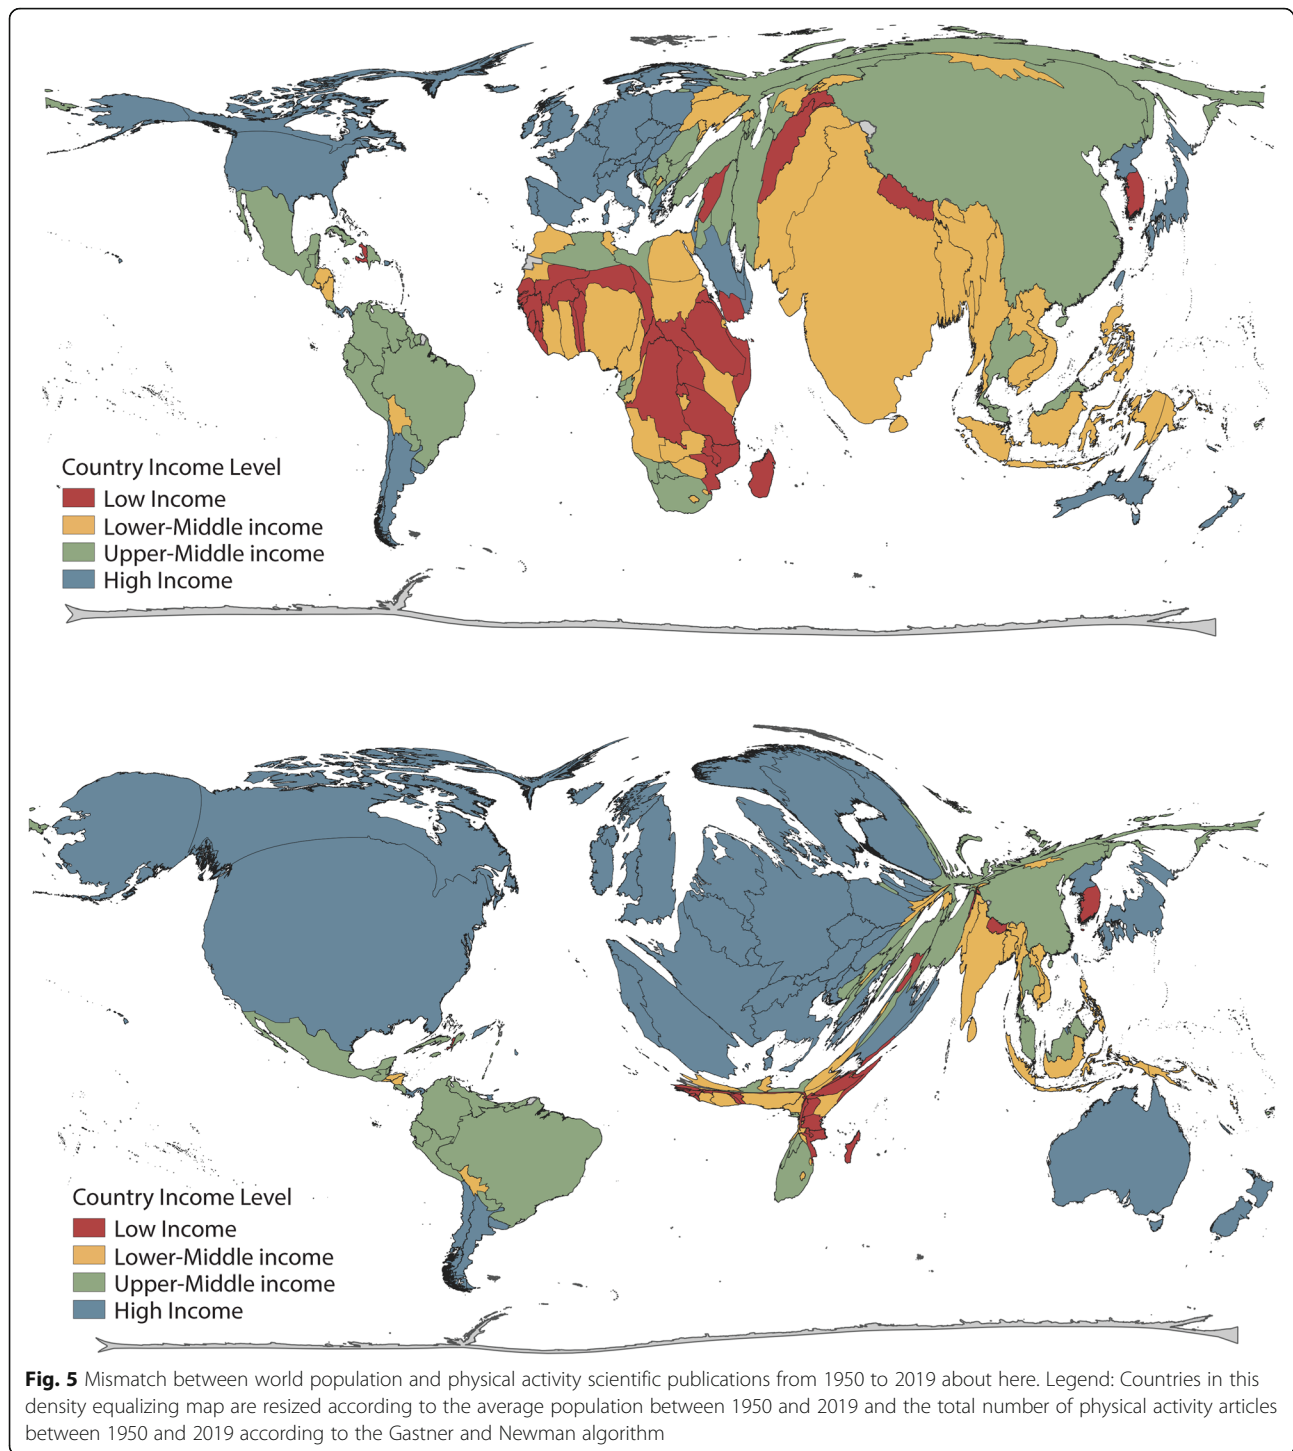 Country Income Level
Low Income
Lower-Middle income
Upper-Middle income
High Income
Country Income Level
Low Income
Lower-Middle income
Upper-Middle income
High Income
Fig. 5 Mismatch between world population and physical activity scientific publications from 1950 to 2019 about here. Legend: Countries in this
density equalizing map are resized according to the average population between 1950 and 2019 and the total number of physical activity articles
between 1950 and 2019 according to the Gastner and Newman algorithm